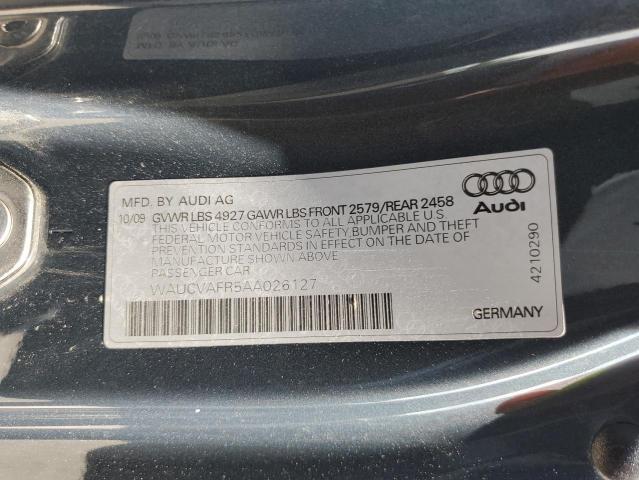 MFD. BY AUDI AG
10/09 GVWR LBS 4927 GAWR LBS FRONT 2579/REAR 2458
THIS VEHICLE CONFORMS TO ALL APPLICABLE U.S
FEDERAL MOTOR VEHICLE SAFETY BUMPER AND THEFT
PREVENTION STANDARDS IN EFFECT ON THE DATE OF
MANUFACTURE SHOWN ABOVE
PASSENGER CAR
WAUCVAFR5AA026127
Audi
4210290
GERMANY